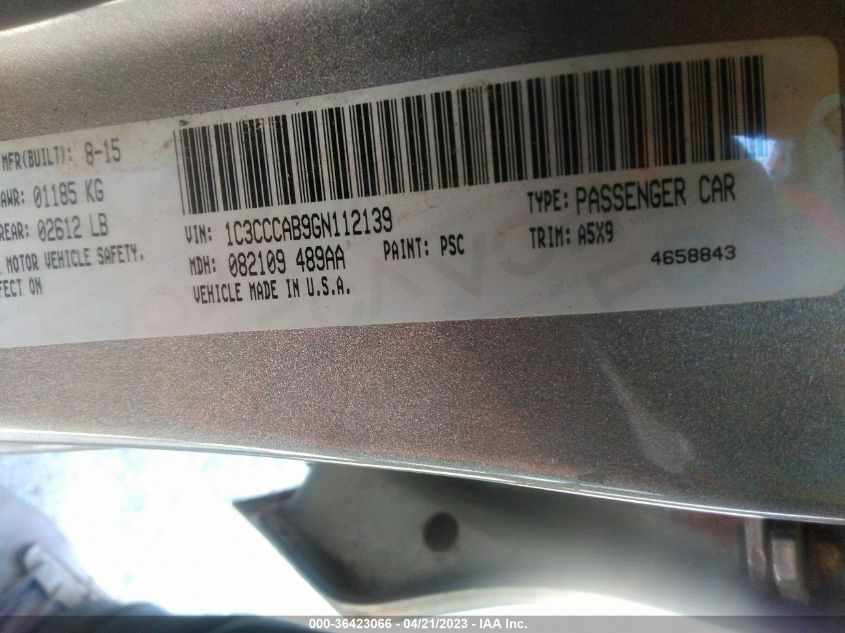 MFR(BUILT): 8-15
AWR: 01185 KG
REAR: 02612 LB
MOTOR VEHICLE SAFETY,
FECT ON
VIN: 1C3CCCAB9GN112139
TYPE: PASSENGER CAR
MDH: 082109 489AA
PAINT: PSC
TRIM: A5X9
VEHICLE MADE IN U.S.A.
4658843
000-36423066 - 04/21/2023 - IAA Inc.